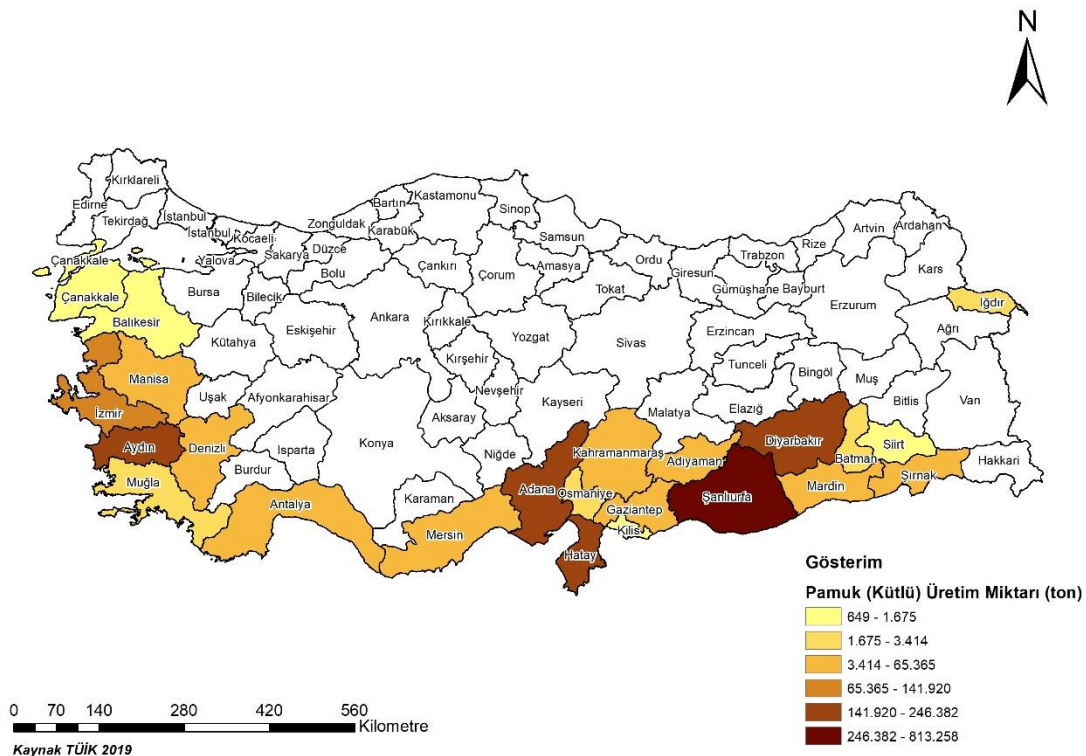 N
Kırklareli
Edirne
Tekirdağ
İstanbul
İstanbul
Kocaeli
Yalova
Sakarya
Düzce
Zonguldak
Bartın
Karabük
Kastamonu
Sinop
Samsun
Ordu
Giresun
Trabzon
Rize
Artvin
Ardahan
Kars
Iğdır
Ağrı
Çanakkale
Çanakkale
Balıkesir
Bursa
Bilecik
Bolu
Çankırı
Çorum
Amasya
Tokat
Gümüşhane
Bayburt
Erzurum
Erzincan
Kütahya
Eskişehir
Ankara
Kırıkkale
Yozgat
Sivas
Tunceli
Bingöl
Muş
Bitlis
Van
Manisa
İzmir
Uşak
Afyonkarahisar
Kırşehir
Nevşehir
Aksaray
Kayseri
Malatya
Elazığ
Diyarbakır
Batman
Siirt
Hakkari
Şırnak
Mardin
Aydın
Denizli
Muğla
Burdur
Isparta
Konya
Niğde
Karaman
Antalya
Mersin
Adana
Osmaniye
Kahramanmaraş
Adıyaman
Gaziantep
Kilis
Şanlıurfa
Hatay
Gösterim
Pamuk (Kütlü) Üretim Miktarı (ton)
649 - 1.675
1.675 - 3.414
3.414 - 65.365
65.365 - 141.920
141.920 - 246.382
246.382 - 813.258
0 70 140 280 420 560
Kilometre
Kaynak TÜİK 2019